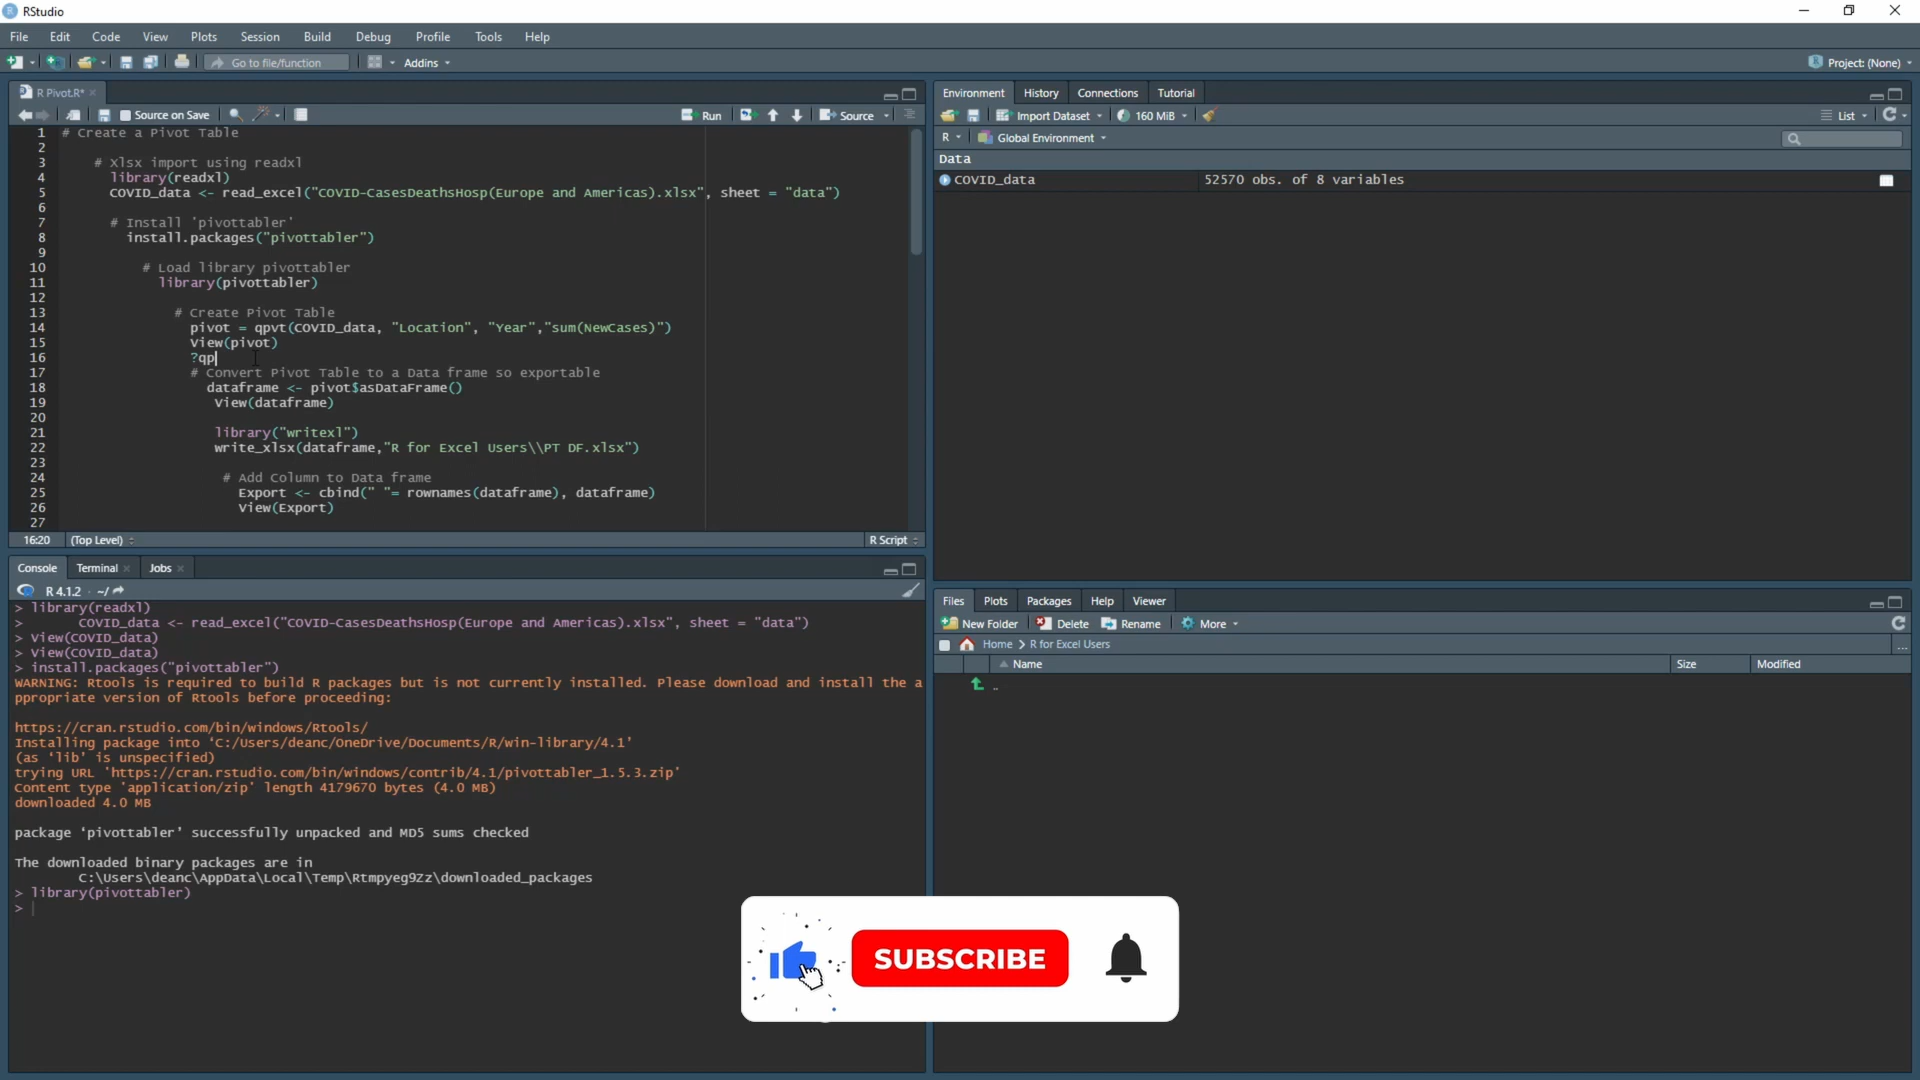 RStudio
File Edit Code View Plots Session Build Debug Profile Tools Help
Go to file/function Addins Project: (None)
R Pivot.R*
Source on Save Run Source
1 # Create a Pivot Table
2
3 # Xlsx import using readxl
4 library(readxl)
5 COVID_data <- read_excel("COVID-CasesDeathsHosp(Europe and Americas).xlsx", sheet = "data")
6
7 # Install 'pivottabler'
8 install.packages("pivottabler")
9
10 # Load library pivottabler
11 library(pivottabler)
12
13 # Create Pivot Table
14 pivot = qpvt(COVID_data, "Location", "Year","sum(NewCases)")
15 View(pivot)
16 ?qp
17 # Convert Pivot Table to a Data frame so exportable
18 dataframe <- pivot$asDataFrame()
19 View(dataframe)
20
21 library("writexl")
22 write_xlsx(dataframe,"R for Excel Users\\PT DF.xlsx")
23
24 # Add Column to Data frame
25 Export <- cbind(" "= rownames(dataframe), dataframe)
26 View(Export)
27
16:20 (Top Level) R Script
Console Terminal Jobs
R 4.1.2 · ~/
> library(readxl)
> COVID_data <- read_excel("COVID-CasesDeathsHosp(Europe and Americas).xlsx", sheet = "data")
> View(COVID_data)
> View(COVID_data)
> install.packages("pivottabler")
WARNING: Rtools is required to build R packages but is not currently installed. Please download and install the a
ppropriate version of Rtools before proceeding:
https://cran.rstudio.com/bin/windows/Rtools/
Installing package into ‘C:/Users/deanc/OneDrive/Documents/R/win-library/4.1’
(as ‘lib’ is unspecified)
trying URL 'https://cran.rstudio.com/bin/windows/contrib/4.1/pivottabler_1.5.3.zip'
Content type 'application/zip' length 4179670 bytes (4.0 MB)
downloaded 4.0 MB
package ‘pivottabler’ successfully unpacked and MD5 sums checked
The downloaded binary packages are in
C:\Users\deanc\AppData\Local\Temp\Rtmpyeg9Zz\downloaded_packages
> library(pivottabler)
>
Environment History Connections Tutorial
Import Dataset 160 MiB List
R Global Environment
Data
COVID_data 52570 obs. of 8 variables
Files Plots Packages Help Viewer
New Folder Delete Rename More
Home R for Excel Users ...
Name Size Modified
..
SUBSCRIBE